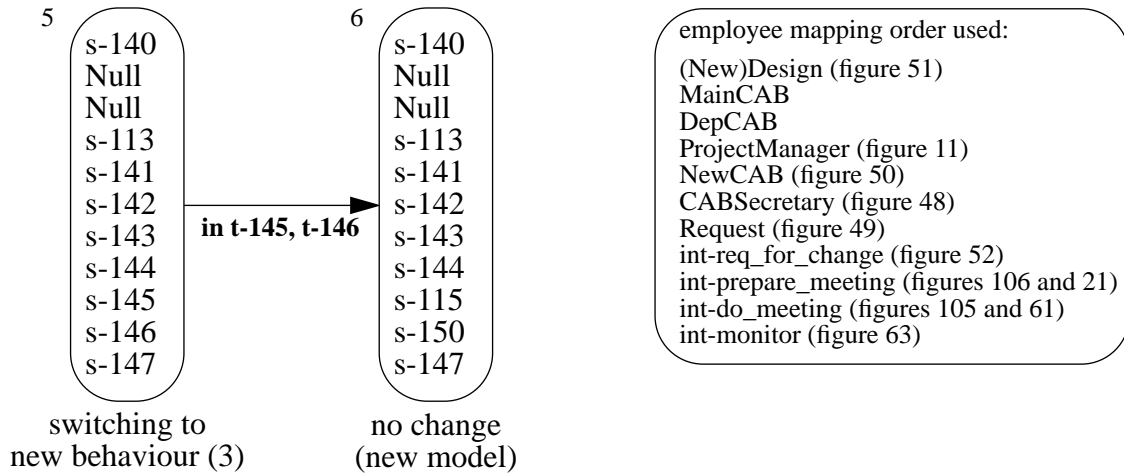 5
s-140
Null
Null
s-113
s-141
s-142
s-143
s-144
s-145
s-146
s-147
switching to
new behaviour (3)
in t-145, t-146
6
s-140
Null
Null
s-113
s-141
s-142
s-143
s-144
s-115
s-150
s-147
no change
(new model)
employee mapping order used:
(New)Design (figure 51)
MainCAB
DepCAB
ProjectManager (figure 11)
NewCAB (figure 50)
CABSecretary (figure 48)
Request (figure 49)
int-req_for_change (figure 52)
int-prepare_meeting (figures 106 and 21)
int-do_meeting (figures 105 and 61)
int-monitor (figure 63)